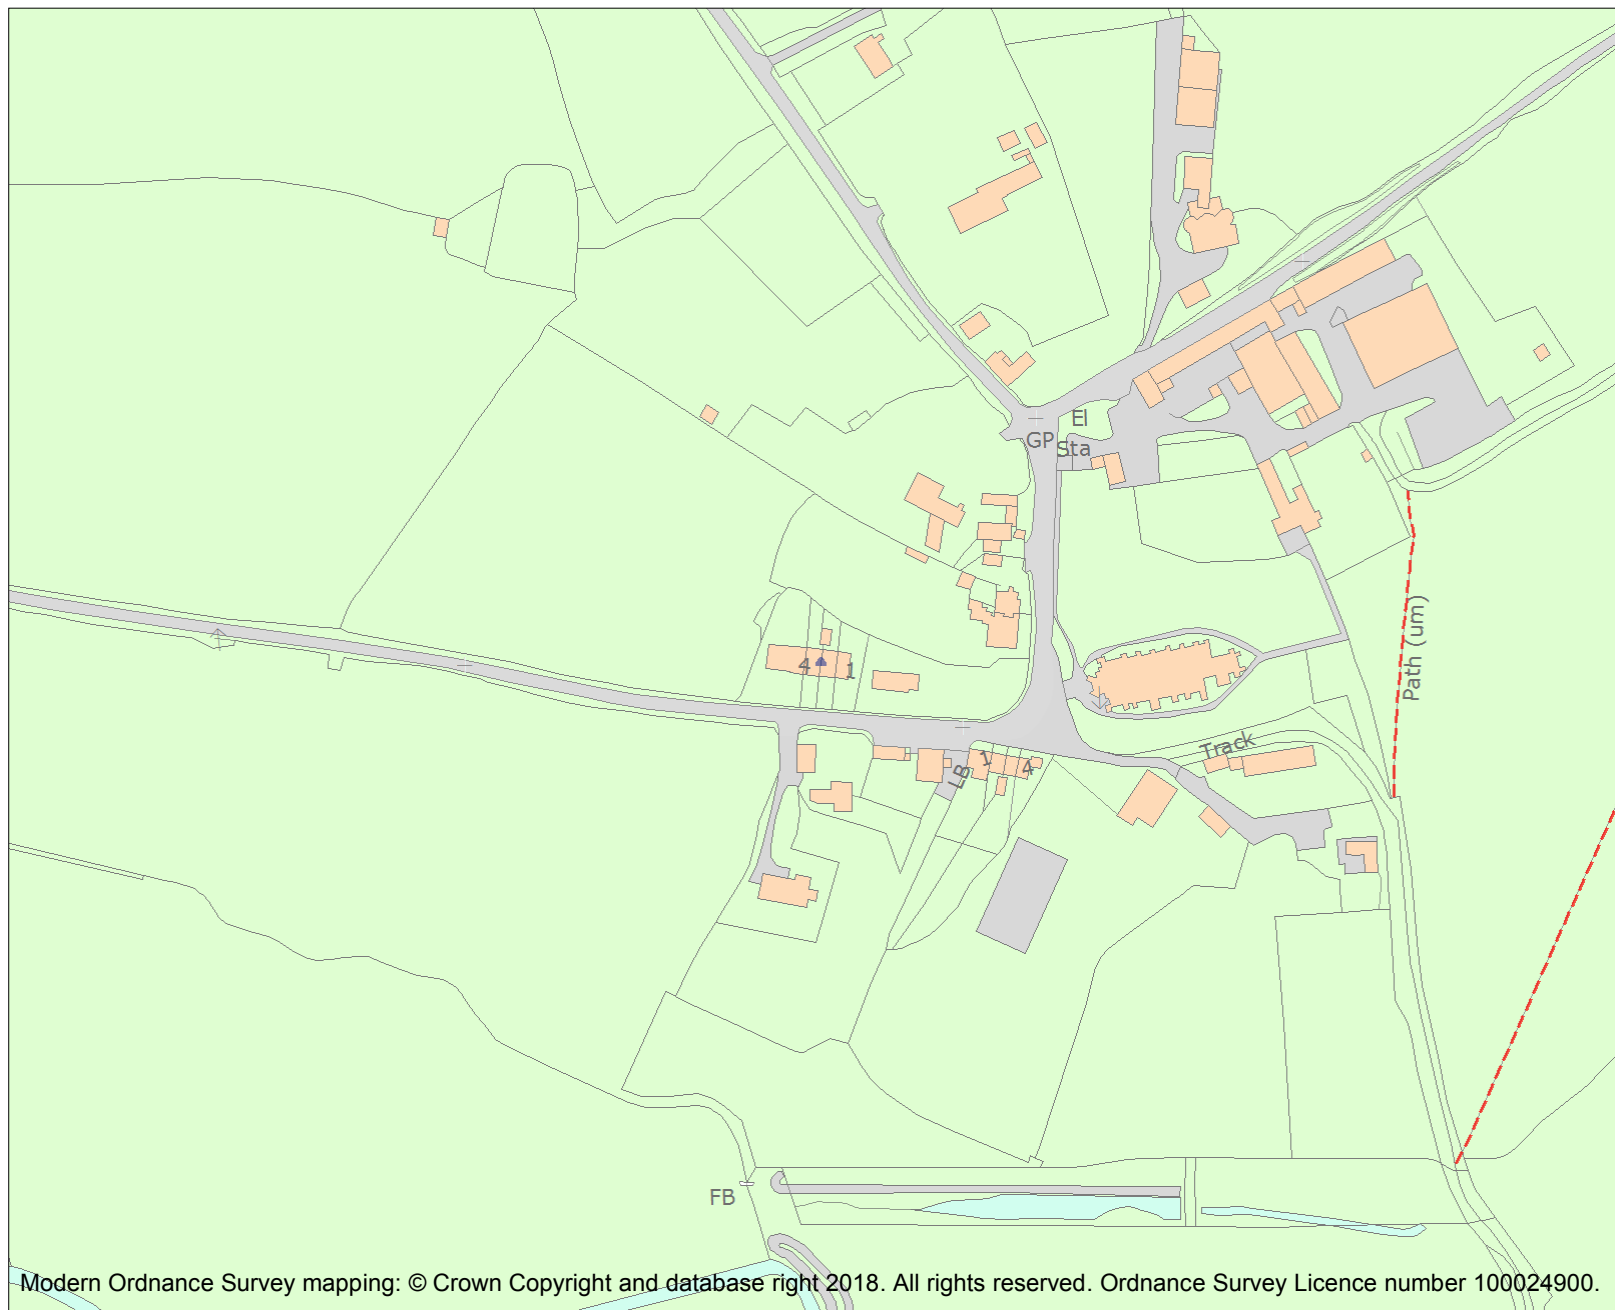 El
GP
Sta
Path (um)
4
1
Track
1
4
LB
FB
Modern Ordnance Survey mapping: © Crown Copyright and database right 2018. All rights reserved. Ordnance Survey Licence number 100024900.